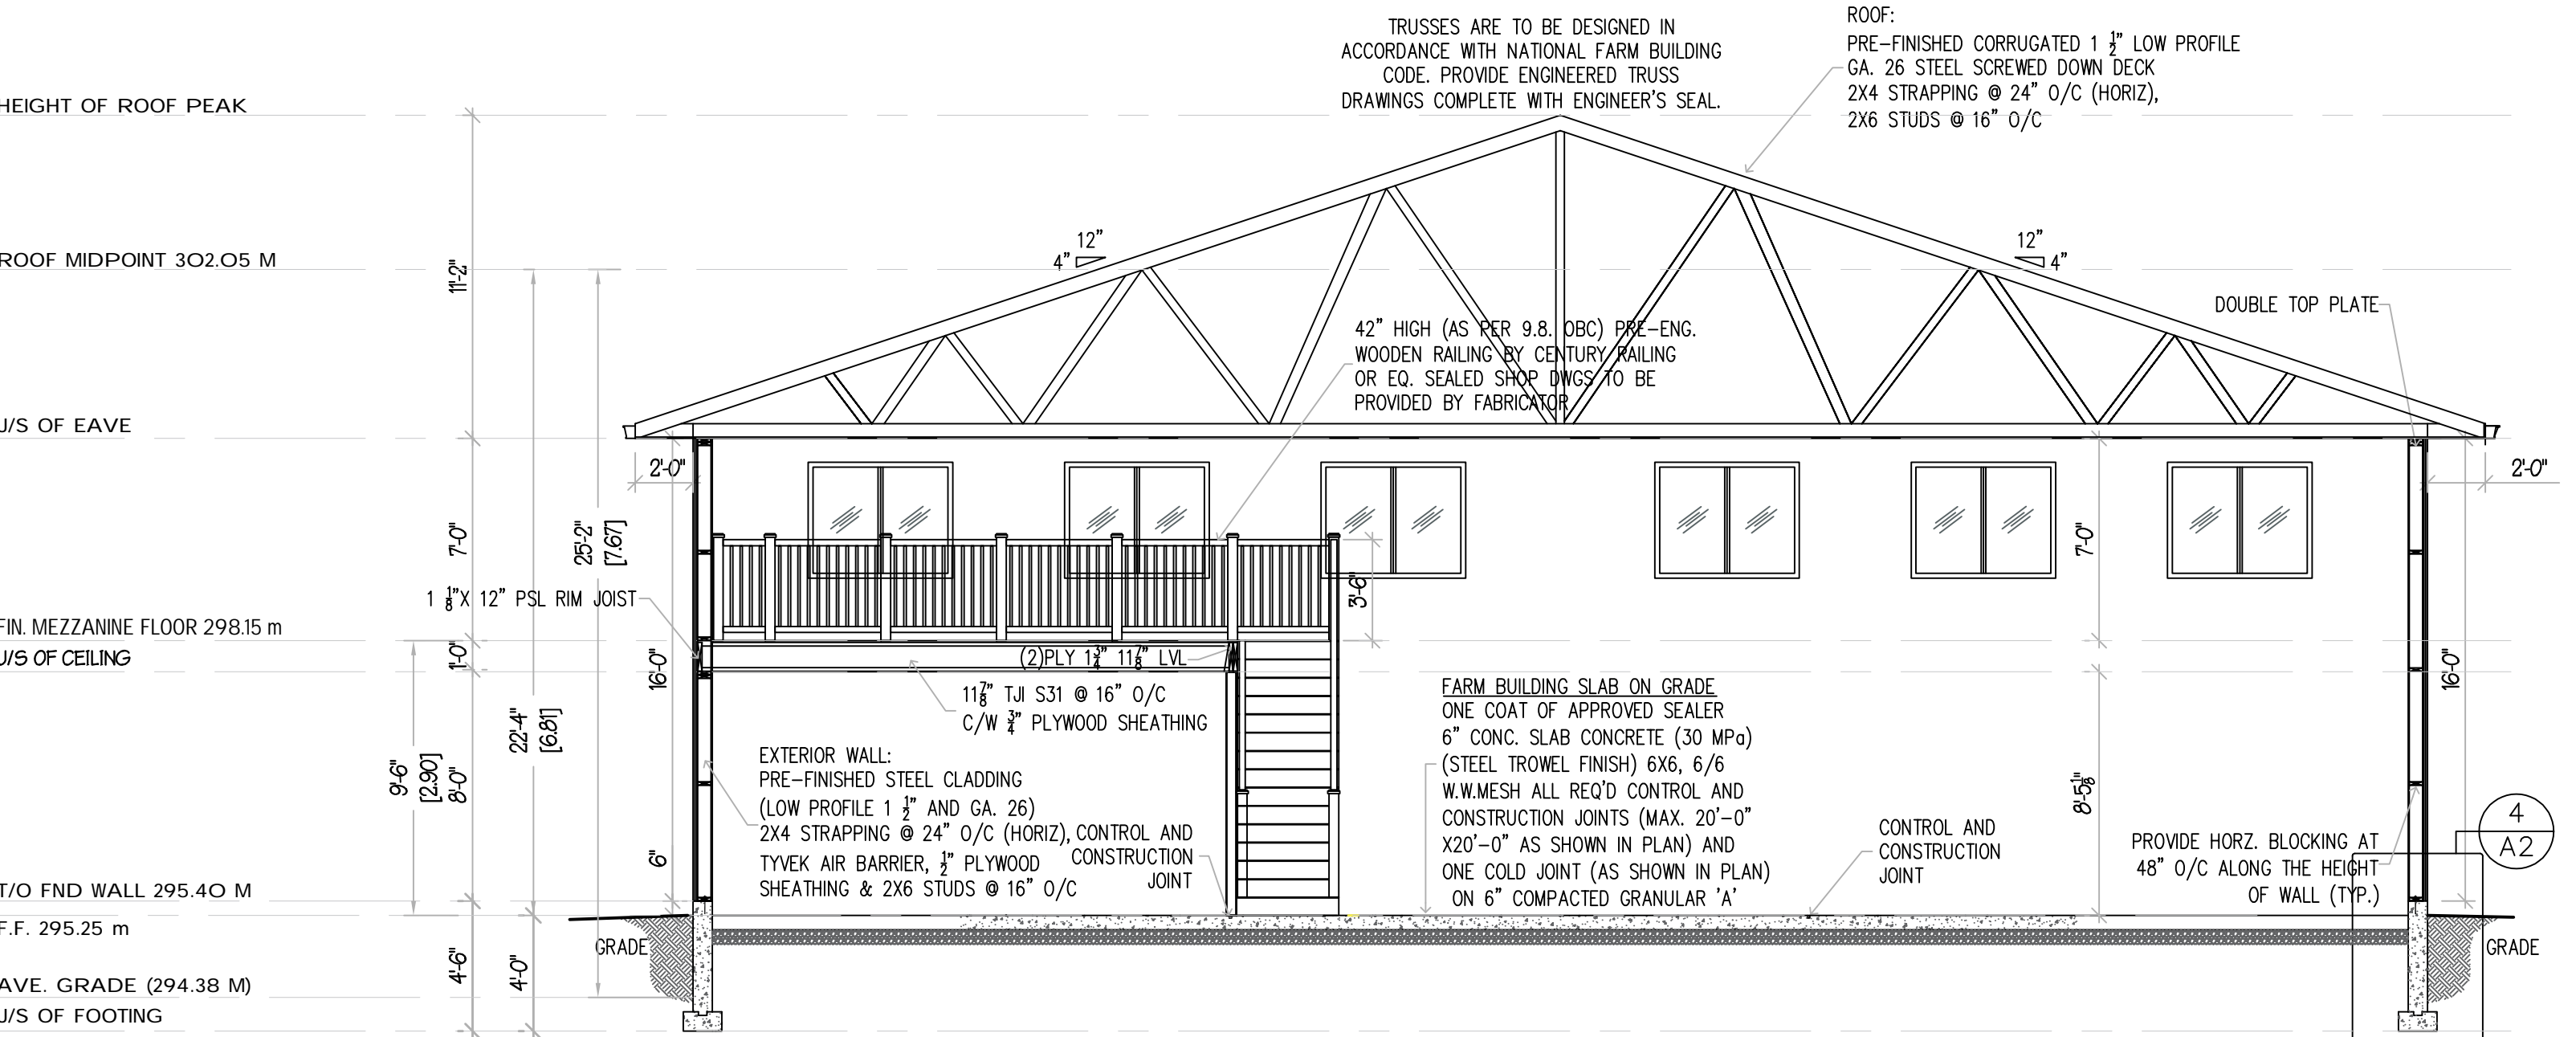 TRUSSES ARE TO BE DESIGNED IN
ACCORDANCE WITH NATIONAL FARM BUILDING
CODE. PROVIDE ENGINEERED TRUSS
DRAWINGS COMPLETE WITH ENGINEER'S SEAL.
ROOF:
PRE-FINISHED CORRUGATED 1 1/2" LOW PROFILE
GA. 26 STEEL SCREWED DOWN DECK
2X4 STRAPPING @ 24" O/C (HORIZ),
2X6 STUDS @ 16" O/C
HEIGHT OF ROOF PEAK
ROOF MIDPOINT 302.05 M
U/S OF EAVE
FIN. MEZZANINE FLOOR 298.15 m
U/S OF CEILING
T/O FND WALL 295.40 M
F.F. 295.25 m
AVE. GRADE (294.38 M)
U/S OF FOOTING
11'-2"
7'-0"
1'-0"
8'-0"
4'-6"
9'-6"
[2.90]
22'-4"
[6.81]
4'-0"
25'-2"
[7.67]
16'-0"
6"
2'-0"
12"
4"
12"
4"
42" HIGH (AS PER 9.8. OBC) PRE-ENG.
WOODEN RAILING BY CENTURY RAILING
OR EQ. SEALED SHOP DWGS TO BE
PROVIDED BY FABRICATOR
DOUBLE TOP PLATE
2'-0"
1 1/8"X 12" PSL RIM JOIST
3'-6"
7'-0"
16'-0"
8'-5 1/8"
(2)PLY 1 3/4" 11 7/8" LVL
11 7/8" TJI S31 @ 16" O/C
C/W 3/4" PLYWOOD SHEATHING
EXTERIOR WALL:
PRE-FINISHED STEEL CLADDING
(LOW PROFILE 1 1/2" AND GA. 26)
2X4 STRAPPING @ 24" O/C (HORIZ),
TYVEK AIR BARRIER, 1/2" PLYWOOD
SHEATHING & 2X6 STUDS @ 16" O/C
CONTROL AND
CONSTRUCTION
JOINT
FARM BUILDING SLAB ON GRADE
ONE COAT OF APPROVED SEALER
6" CONC. SLAB CONCRETE (30 MPa)
(STEEL TROWEL FINISH) 6X6, 6/6
W.W.MESH ALL REQ'D CONTROL AND
CONSTRUCTION JOINTS (MAX. 20'-0"
X20'-0" AS SHOWN IN PLAN) AND
ONE COLD JOINT (AS SHOWN IN PLAN)
ON 6" COMPACTED GRANULAR 'A'
CONTROL AND
CONSTRUCTION
JOINT
PROVIDE HORZ. BLOCKING AT
48" O/C ALONG THE HEIGHT
OF WALL (TYP.)
4
A2
GRADE
GRADE